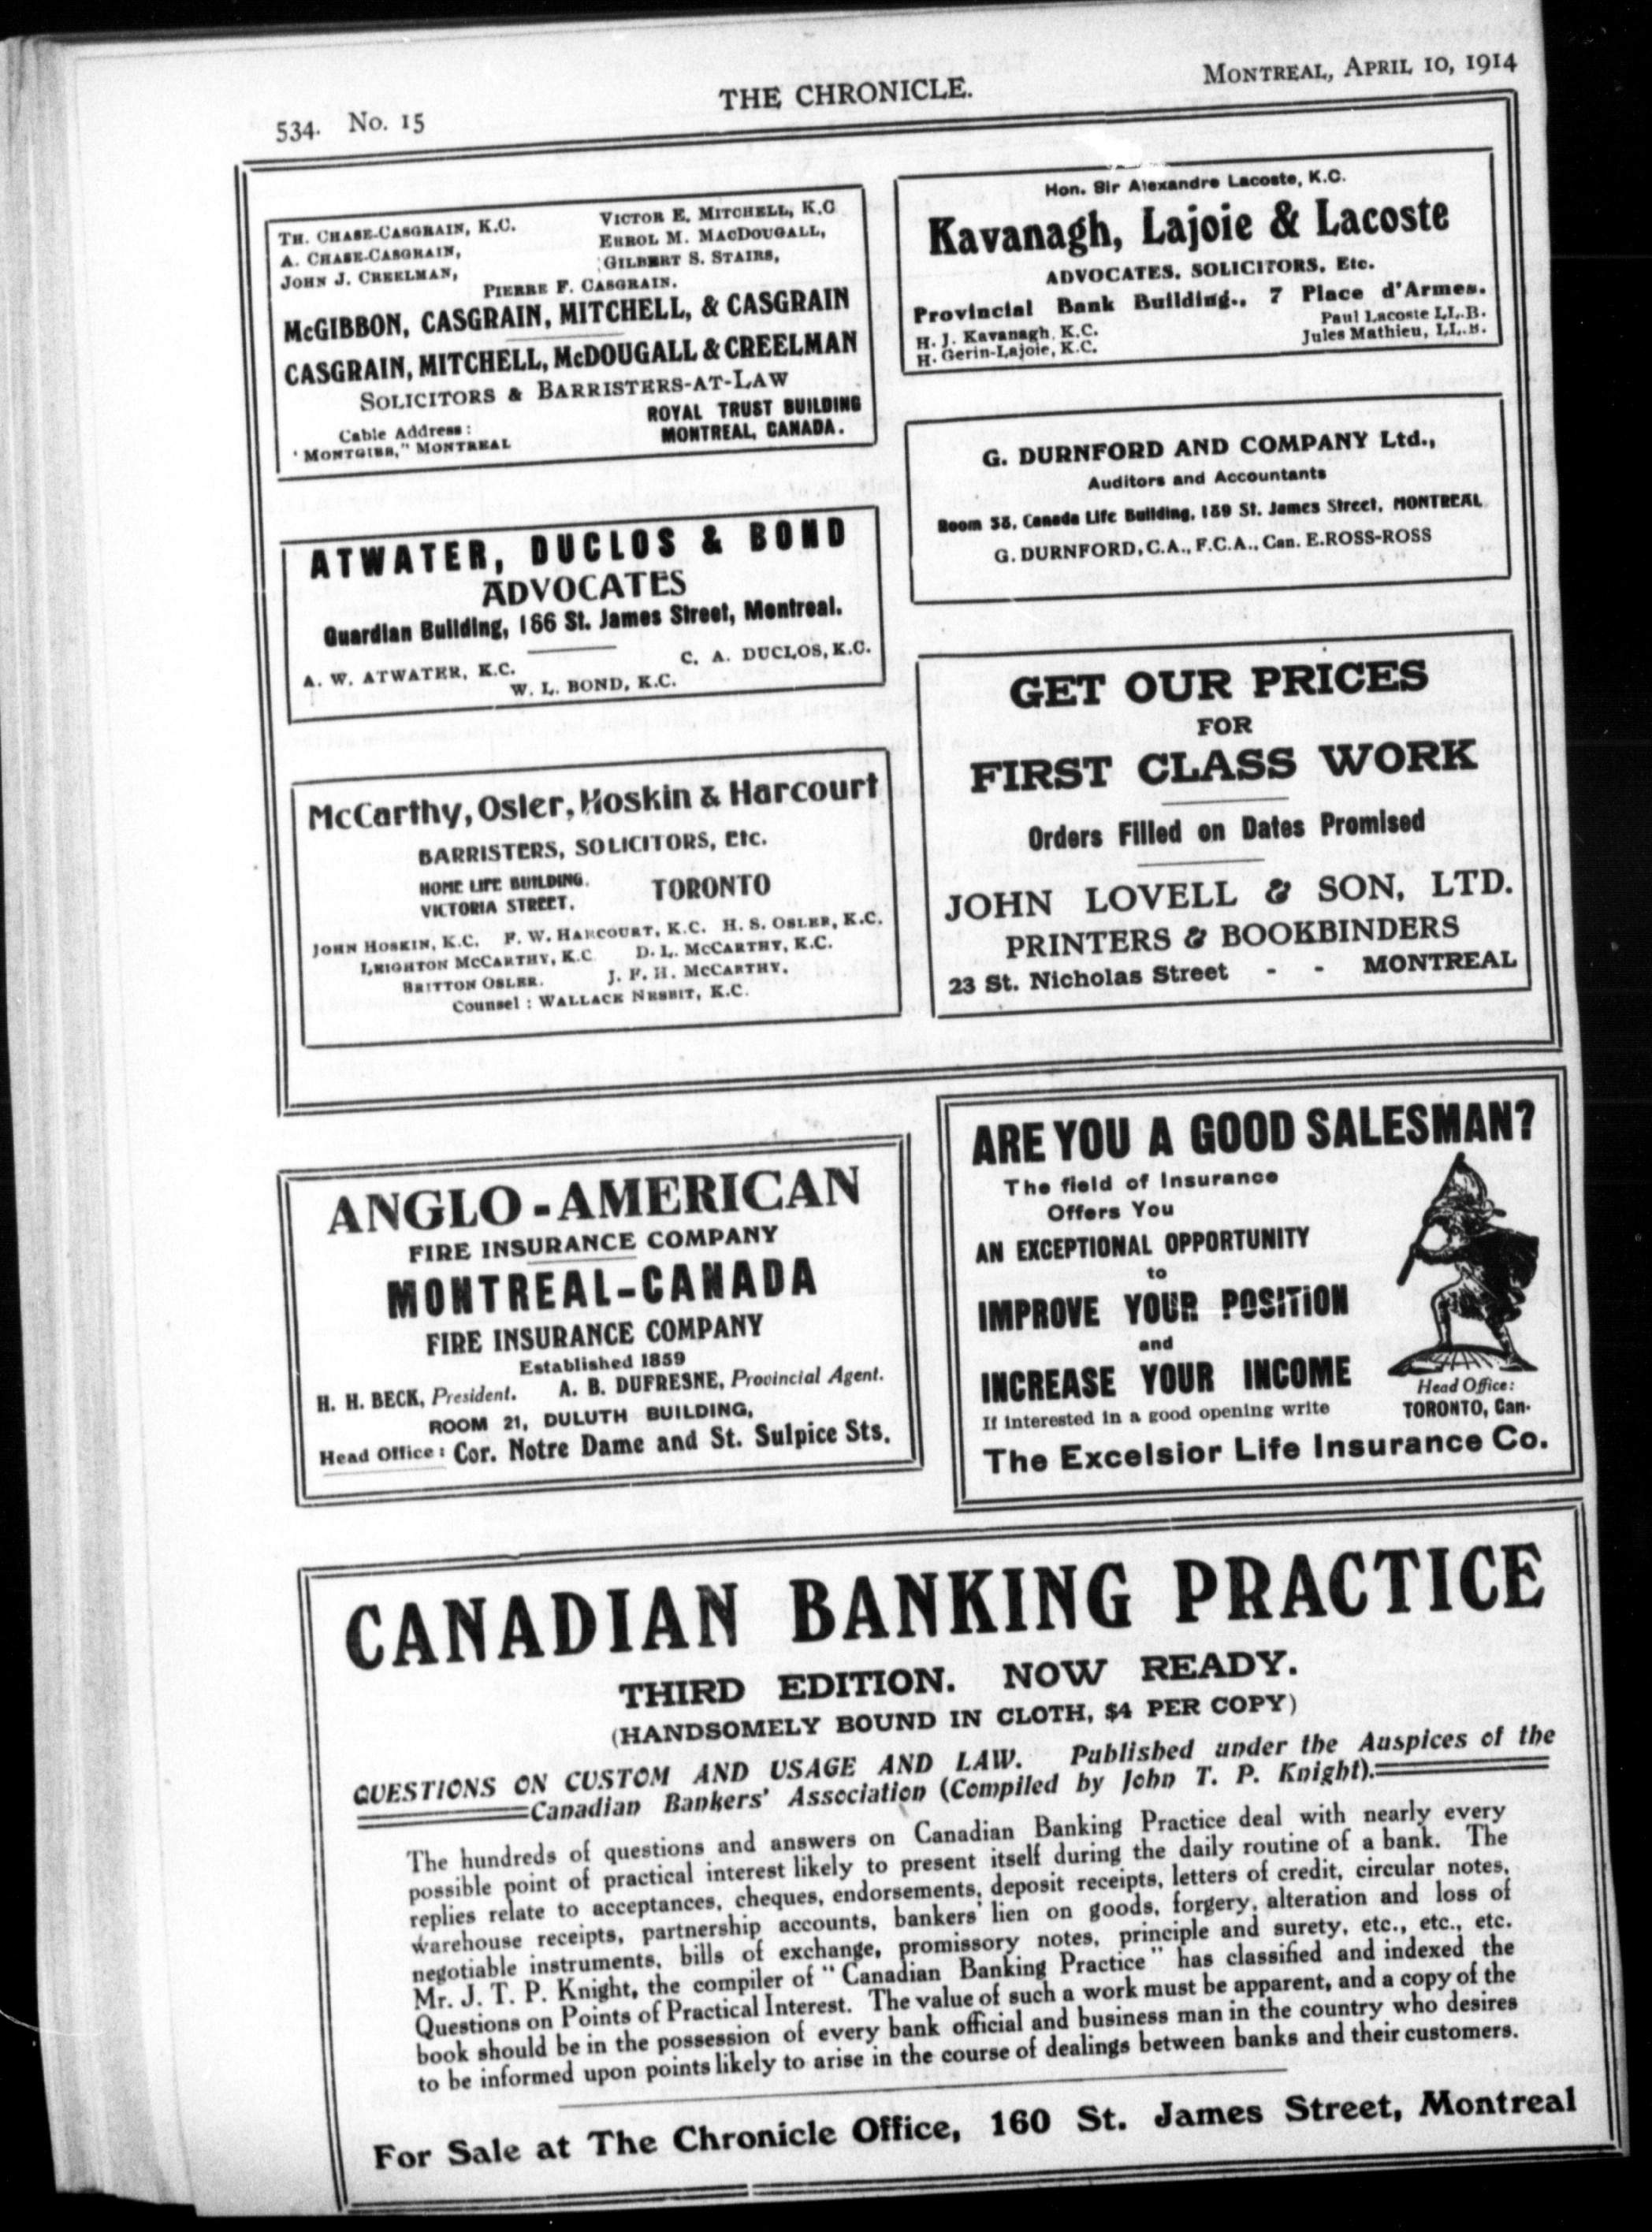 534. No. 15
THE CHRONICLE.
MONTREAL, APRIL 10, 1914
TH. CHASE-CASGRAIN, K.C.
VICTOR E. MITCHELL, K.C
A. CHASE-CASGRAIN,
ERROL M. MACDOUGALL,
JOHN J. CREELMAN,
GILBERT S. STAIRS,
PIERRE F. CASGRAIN.
McGIBBON, CASGRAIN, MITCHELL, & CASGRAIN
CASGRAIN, MITCHELL, McDOUGALL & CREELMAN
SOLICITORS & BARRISTERS-AT-LAW
Cable Address :
' MONTGIBB," MONTREAL
ROYAL TRUST BUILDING
MONTREAL, CANADA.
ATWATER, DUCLOS & BOND
ADVOCATES
Guardian Building, 166 St. James Street, Montreal.
A. W. ATWATER, K.C.
C. A. DUCLOS, K.C.
W. L. BOND, K.C.
McCarthy, Osler, Hoskin & Harcourt
BARRISTERS, SOLICITORS, Etc.
HOME LIFE BUILDING.
VICTORIA STREET,
TORONTO
JOHN HOSKIN, K.C. F. W. HARCOURT, K.C. H. S. OSLER, K.C.
LEIGHTON MCCARTHY, K.C D. L. MCCARTHY, K.C.
BRITTON OSLER. J. F. H. MCCARTHY.
Counsel : WALLACE NESBIT, K.C.
Hon. Sir Alexandre Lacoste, K.C.
Kavanagh, Lajoie & Lacoste
ADVOCATES, SOLICITORS, Etc.
Provincial Bank Building., 7 Place d'Armes.
H. J. Kavanagh, K.C.
Paul Lacoste LL.B.
H. Gerin-Lajoie, K.C.
Jules Mathieu, LL.B.
G. DURNFORD AND COMPANY Ltd.,
Auditors and Accountants
Room 58, Canada Life Building, 189 St. James Street, MONTREAL
G. DURNFORD, C.A., F.C.A., Can. E. ROSS-ROSS
GET OUR PRICES
FOR
FIRST CLASS WORK
Orders Filled on Dates Promised
JOHN LOVELL & SON, LTD.
PRINTERS & BOOKBINDERS
23 St. Nicholas Street - - MONTREAL
ANGLO-AMERICAN
FIRE INSURANCE COMPANY
MONTREAL-CANADA
FIRE INSURANCE COMPANY
Established 1859
H. H. BECK, President. A. B. DUFRESNE, Provincial Agent.
ROOM 21, DULUTH BUILDING,
Head Office : Cor. Notre Dame and St. Sulpice Sts.
ARE YOU A GOOD SALESMAN?
The field of Insurance
Offers You
AN EXCEPTIONAL OPPORTUNITY
to
IMPROVE YOUR POSITION
and
INCREASE YOUR INCOME
If interested in a good opening write
Head Office:
TORONTO, Can.
The Excelsior Life Insurance Co.
CANADIAN BANKING PRACTICE
THIRD EDITION. NOW READY.
(HANDSOMELY BOUND IN CLOTH, $4 PER COPY)
QUESTIONS ON CUSTOM AND USAGE AND LAW. Published under the Auspices of the
Canadian Bankers' Association (Compiled by John T. P. Knight).
The hundreds of questions and answers on Canadian Banking Practice deal with nearly every
possible point of practical interest likely to present itself during the daily routine of a bank. The
replies relate to acceptances, cheques, endorsements, deposit receipts, letters of credit, circular notes,
warehouse receipts, partnership accounts, bankers' lien on goods, forgery, alteration and loss of
negotiable instruments, bills of exchange, promissory notes, principle and surety, etc., etc., etc.
Mr. J. T. P. Knight, the compiler of "Canadian Banking Practice" has classified and indexed the
Questions on Points of Practical Interest. The value of such a work must be apparent, and a copy of the
book should be in the possession of every bank official and business man in the country who desires
to be informed upon points likely to arise in the course of dealings between banks and their customers.
For Sale at The Chronicle Office, 160 St. James Street, Montreal